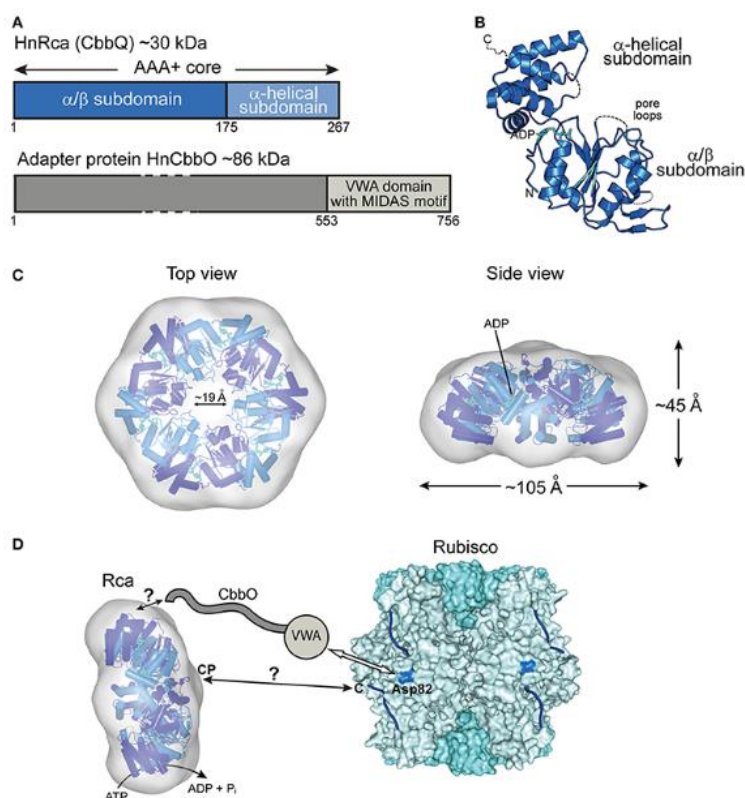 A
HnRca (CbbQ) ~30 kDa
AAA+ core
α/β subdomain
α-helical
subdomain
1
175
267
Adapter protein HnCbbO ~86 kDa
VWA domain
with MIDAS motif
1
553
756
B
C
α-helical
subdomain
pore
loops
ADP
α/β
subdomain
N
C
Top view
Side view
~19 Å
ADP
~45 Å
~105 Å
D
Rca
Rubisco
?
CbbO
VWA
CP
?
C
Asp82
ATP
ADP + Pi